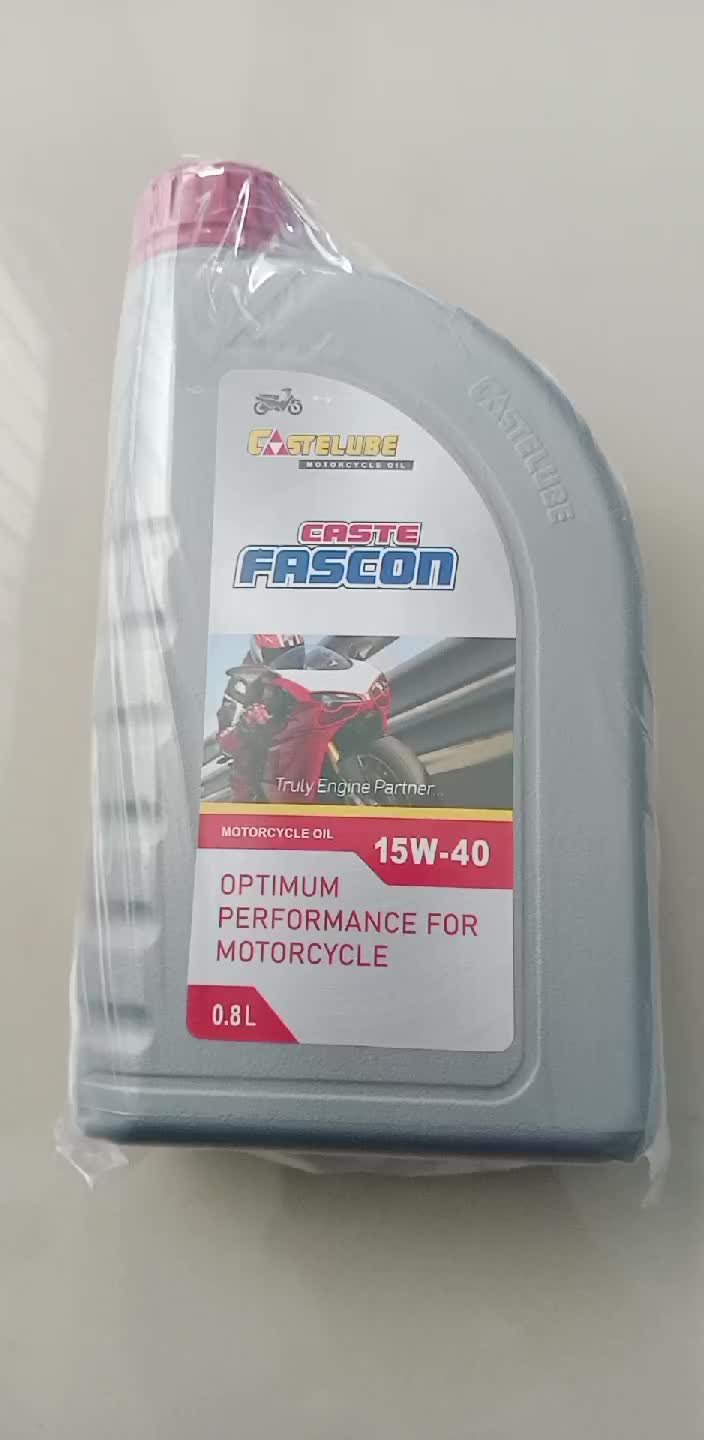 CASTELUBE
MOTORCYCLE OIL
CASTELUBE
CASTE
FASCON
Truly Engine Partner...
MOTORCYCLE OIL
15W-40
OPTIMUM
PERFORMANCE FOR
MOTORCYCLE
0.8L